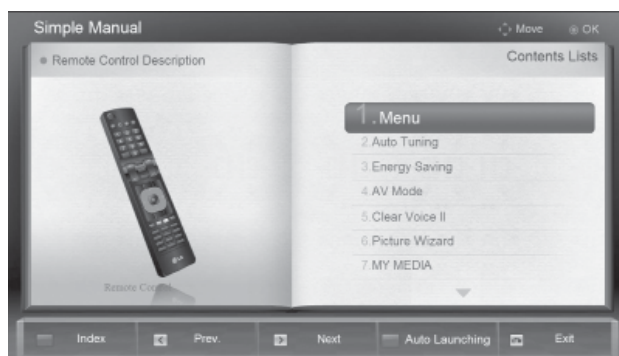 Simple Manual
Move OK
Remote Control Description
Contents Lists
1.Menu
2.Auto Tuning
3.Energy Saving
4.AV Mode
5.Clear Voice II
6.Picture Wizard
7.MY MEDIA
LG
Remote Control
Index Prev. Next Auto Launching Exit